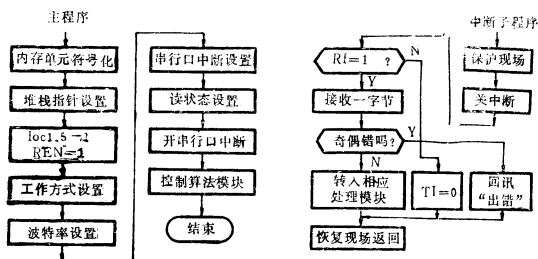 主程序
内存单元符号化
堆栈指针设置
ioc1.5=1
REN=1
工作方式设置
波特率设置
串行口中断设置
读状态设置
开串行口中断
控制算法模块
结束
中断子程序
保护现场
关中断
RI=1 ?
N
Y
接收一字节
奇偶错吗?
Y
N
转入相应
处理模块
TI=0
回讯
“出错”
恢复现场返回